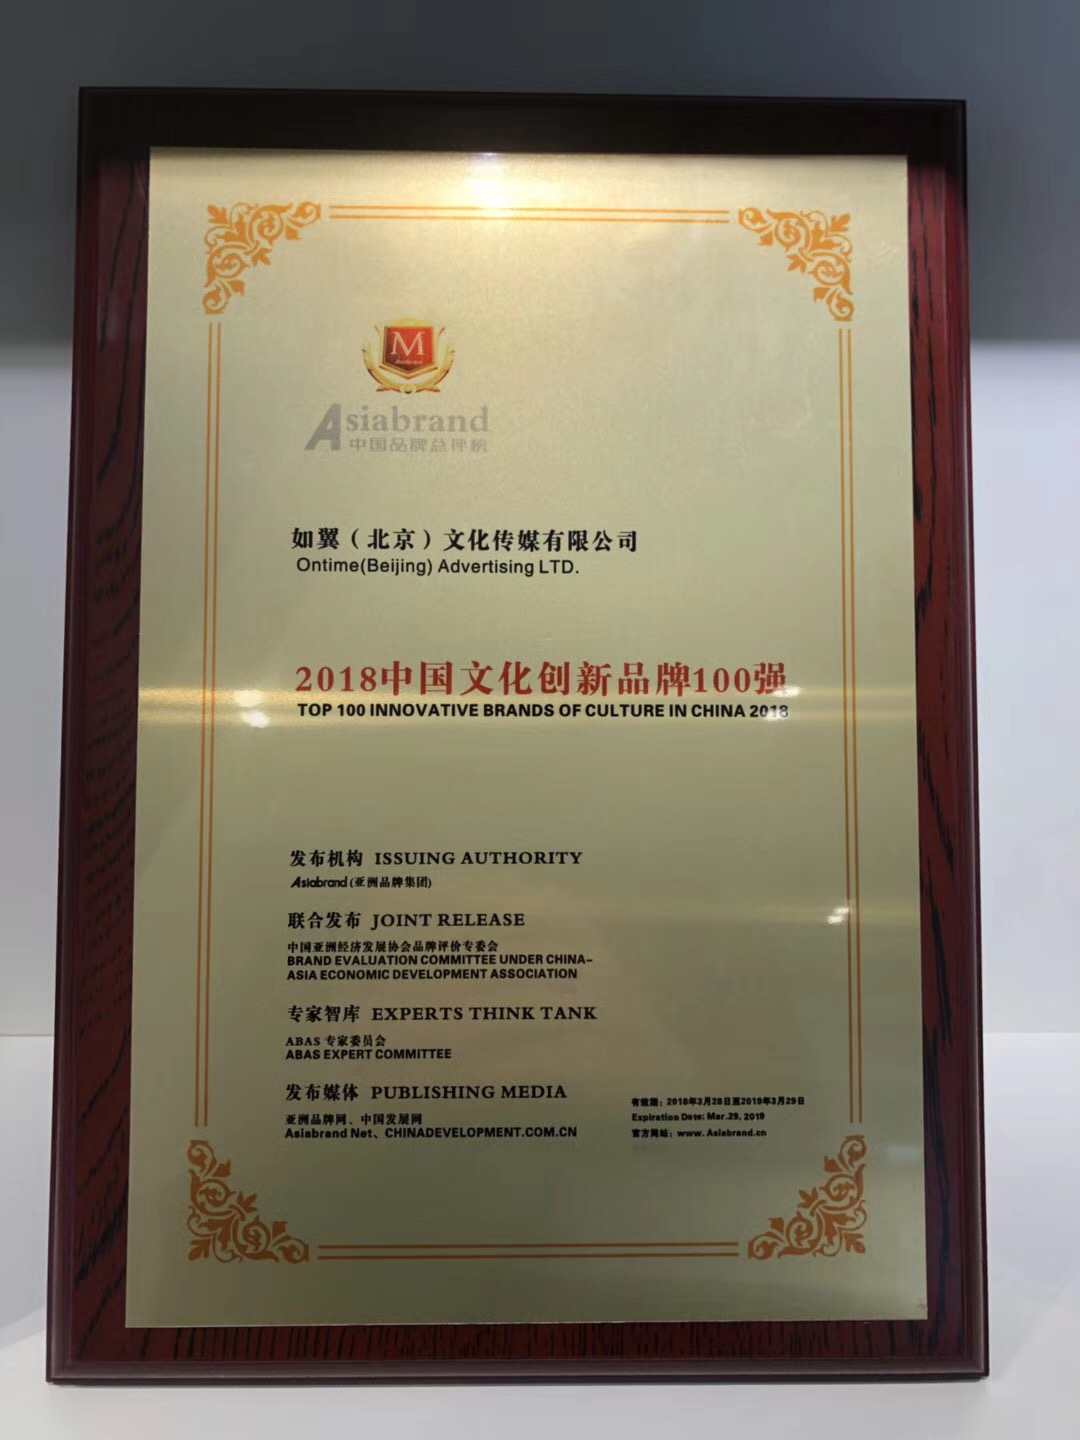 M
Asiabrand
Asiabrand
中国品牌总评榜
如翼（北京）文化传媒有限公司
Ontime(Beijing) Advertising LTD.
2018中国文化创新品牌100强
TOP 100 INNOVATIVE BRANDS OF CULTURE IN CHINA 2018
发布机构 ISSUING AUTHORITY
Asiabrand (亚洲品牌集团)
联合发布 JOINT RELEASE
中国亚洲经济发展协会品牌评价专委会
BRAND EVALUATION COMMITTEE UNDER CHINA-
ASIA ECONOMIC DEVELOPMENT ASSOCIATION
专家智库 EXPERTS THINK TANK
ABAS 专家委员会
ABAS EXPERT COMMITTEE
发布媒体 PUBLISHING MEDIA
亚洲品牌网、中国发展网
Asiabrand Net、CHINADEVELOPMENT.COM.CN
有效期：2018年3月28日至2019年3月29日
Expiration Date: Mar.29, 2019
官方网站：www.Asiabrand.cn